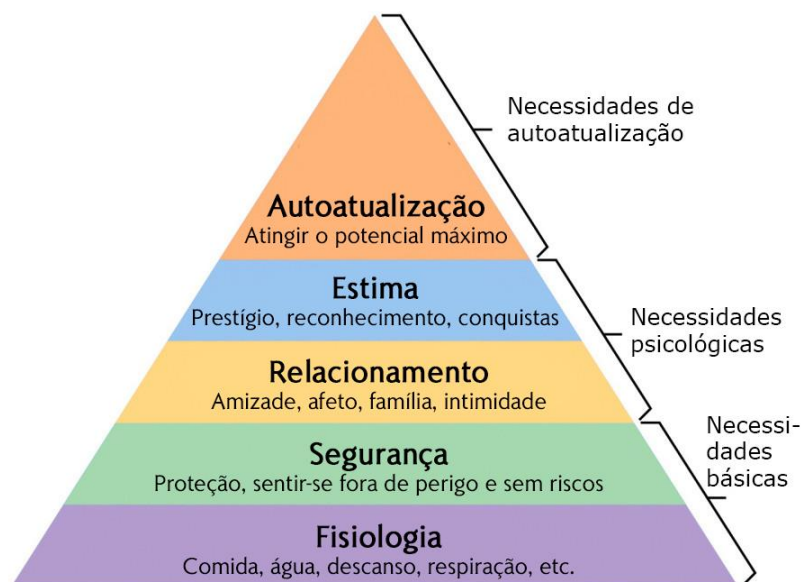 Necessidades de
autoatualização
Autoatualização
Atingir o potencial máximo
Estima
Prestígio, reconhecimento, conquistas
Necessidades
psicológicas
Relacionamento
Amizade, afeto, família, intimidade
Necessi-
dades
básicas
Segurança
Proteção, sentir-se fora de perigo e sem riscos
Fisiologia
Comida, água, descanso, respiração, etc.